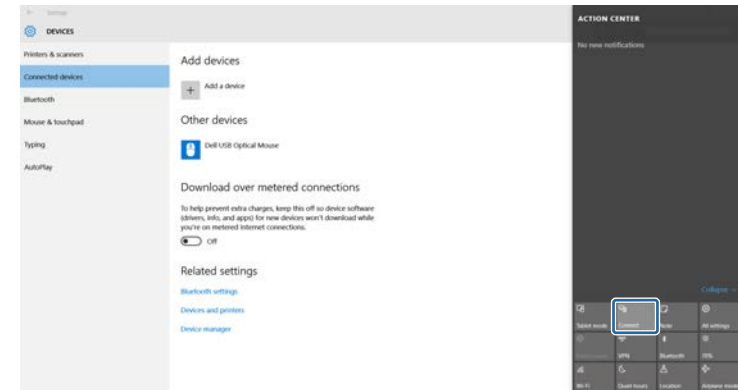 Settings
DEVICES
Printers & scanners
Connected devices
Bluetooth
Mouse & touchpad
Typing
AutoPlay
Add devices
Add a device
Other devices
Dell USB Optical Mouse
Download over metered connections
To help prevent extra charges, keep this off so device software
(drivers, info, and apps) for new devices won't download while
you're on metered Internet connections.
Off
Related settings
Bluetooth settings
Devices and printers
Device manager
ACTION CENTER
No new notifications
Collapse
Tablet mode
Connect
Note
All settings
VPN
Bluetooth
75%
Wi-Fi
Quiet hours
Location
Airplane mode